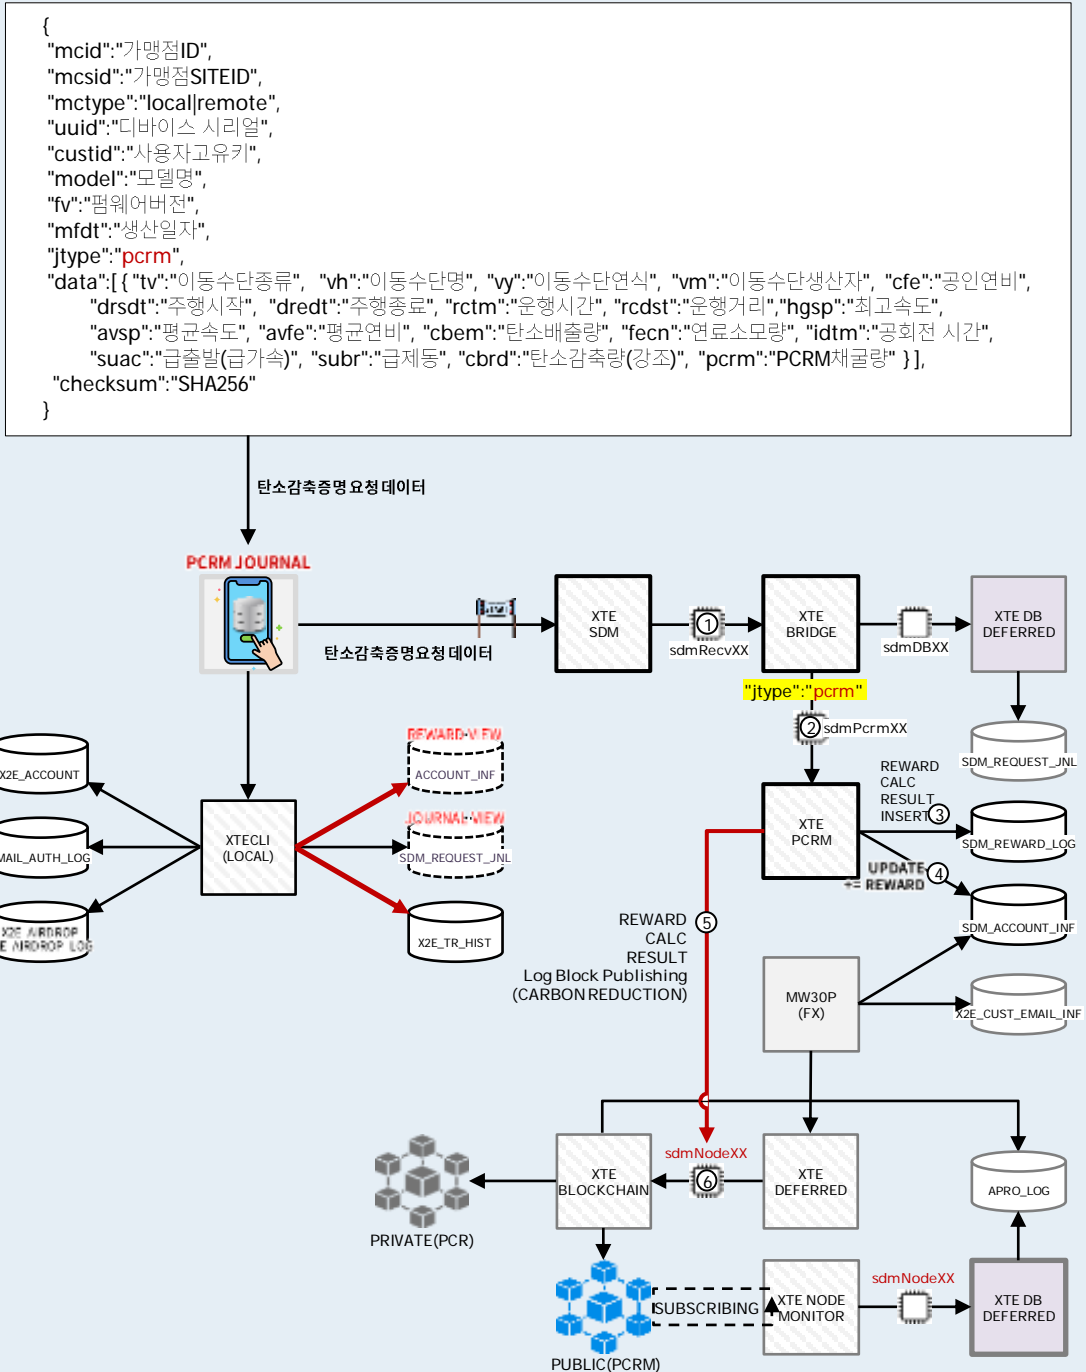 {
"mcid":"가맹점ID",
"mcsid":"가맹점SITEID",
"mctype":"local|remote",
"uuid":"디바이스 시리얼",
"custid":"사용자고유키",
"model":"모델명",
"fv":"펌웨어버전",
"mfdt":"생산일자",
"jtype":"pcrm",
"data":[ { "tv":"이동수단종류", "vh":"이동수단명", "vy":"이동수단연식", "vm":"이동수단생산자", "cfe":"공인연비",
"drsdt":"주행시작", "dredt":"주행종료", "rctm":"운행시간", "rcdst":"운행거리","hgsp":"최고속도"
"avsp":"평균속도", "avfe":"평균연비", "cbem":"탄소배출량", "fecn":"연료소모량", "idtm":"공회전 시간",
"suac":"급출발(급가속)", "subr":"급제동", "cbrd":"탄소감축량(강조)", "pcrm":"PCRM채굴량" } ],
"checksum":"SHA256"
}
탄소감축증명 요청 데이터
PCRM JOURNAL
탄소감축증명요청 데이터
XTE
SDM
①
sdmRecvXX
XTE
BRIDGE
sdmDBXX
XTE DB
DEFERRED
"jtype":"pcrm"
② sdmPcrmXX
SDM_REQUEST_JNL
X2E_ACCOUNT
MAIL_AUTH_LOG
X2E AIRDROP
E AIRDROP LOG
XTECLI
(LOCAL)
REWARD VIEW
ACCOUNT_INF
JOURNAL VIEW
SDM_REQUEST_JNL
X2E_TR_HIST
XTE
PCRM
REWARD
CALC
RESULT
INSERT ③
SDM_REWARD_LOG
UPDATE ④
+= REWARD
SDM_ACCOUNT_INF
REWARD ⑤
CALC
RESULT
Log Block Publishing
(CARBON REDUCTION)
MW30P
(FX)
X2E_CUST_EMAIL_INF
sdmNodeXX
⑥
XTE
BLOCKCHAIN
XTE
DEFERRED
APRO_LOG
PRIVATE(PCR)
SUBSCRIBING
XTE NODE
MONITOR
sdmNodeXX
XTE DB
DEFERRED
PUBLIC(PCRM)